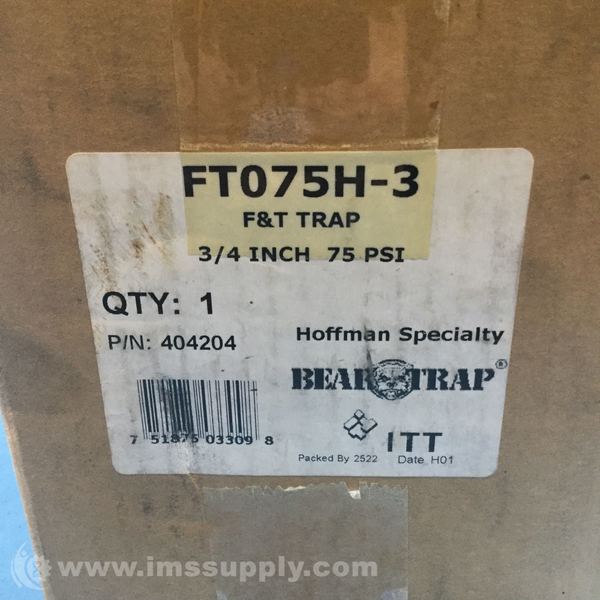 FT075H-3
F&T TRAP
3/4 INCH 75 PSI
QTY: 1
P/N: 404204
Hoffman Specialty
BEAR TRAP®
7 51875 03309 8
ITT
Packed By 2522 Date H01
www.imssupply.com